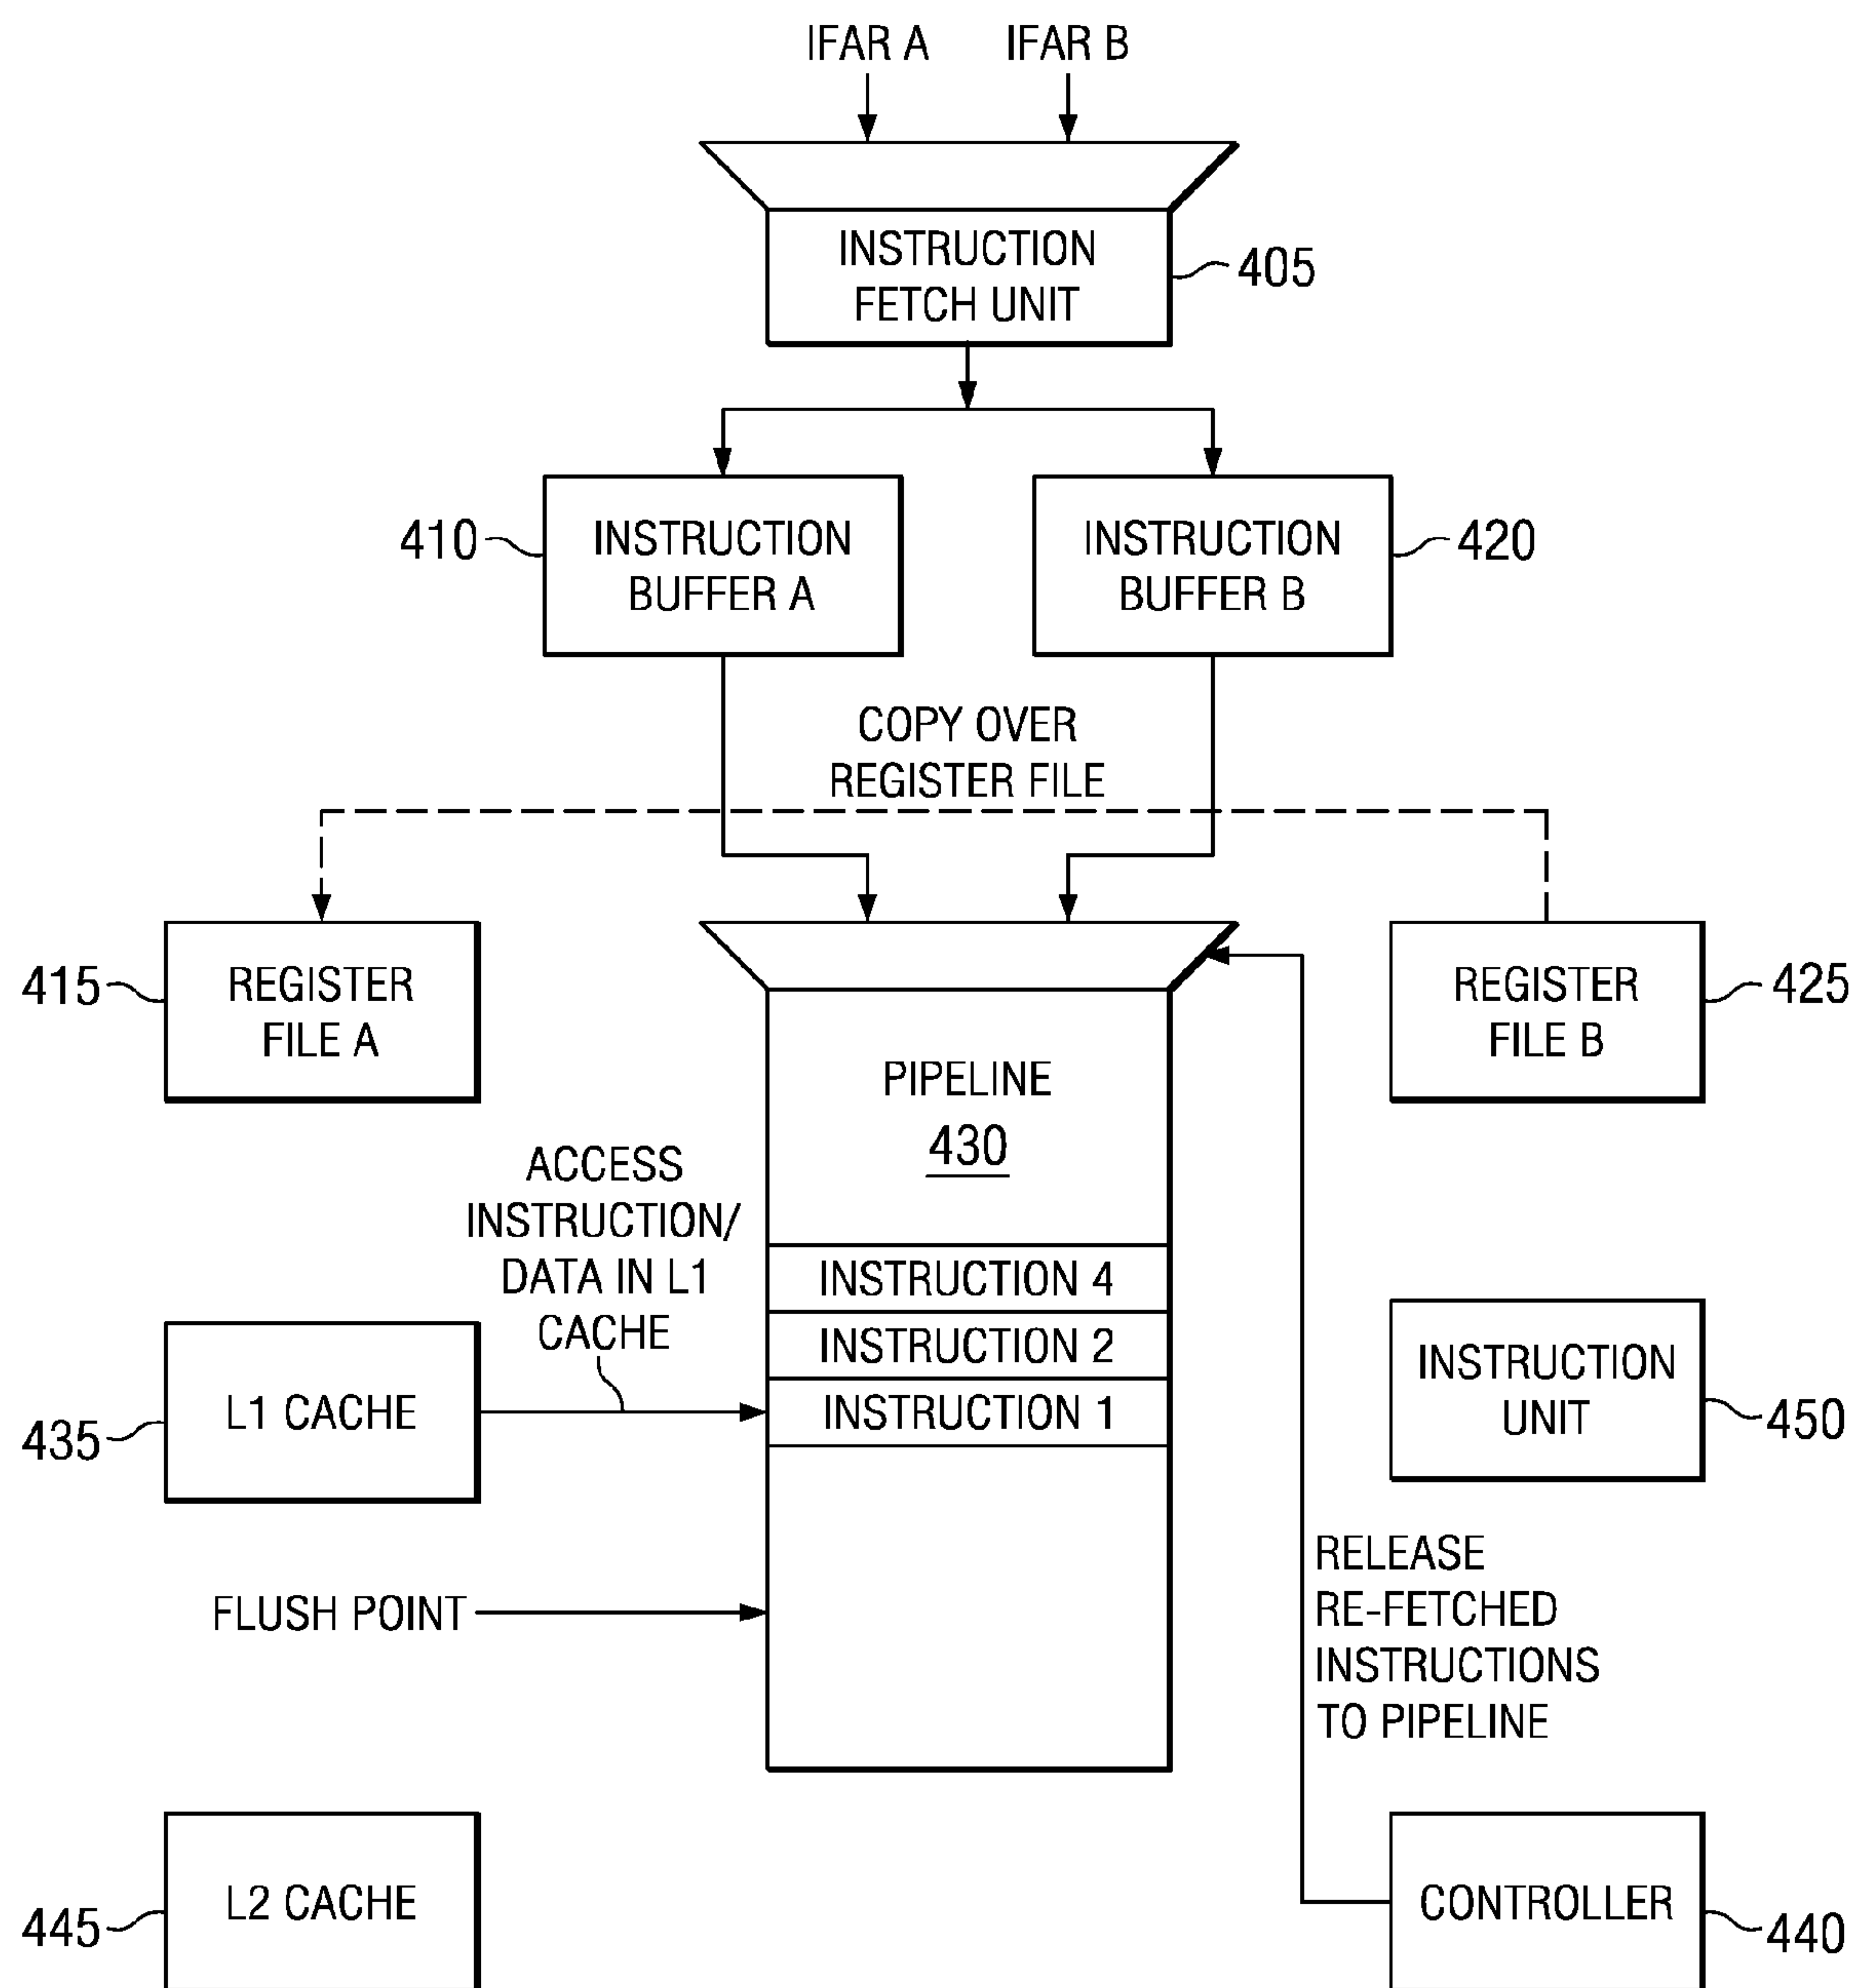 IFAR A IFAR B
INSTRUCTION
FETCH UNIT
405
410
INSTRUCTION
BUFFER A
INSTRUCTION
BUFFER B
420
COPY OVER
REGISTER FILE
415
REGISTER
FILE A
PIPELINE
430
REGISTER
FILE B
425
ACCESS
INSTRUCTION/
DATA IN L1
CACHE
INSTRUCTION 4
INSTRUCTION 2
INSTRUCTION 1
435
L1 CACHE
INSTRUCTION
UNIT
450
FLUSH POINT
RELEASE
RE-FETCHED
INSTRUCTIONS
TO PIPELINE
445
L2 CACHE
CONTROLLER
440